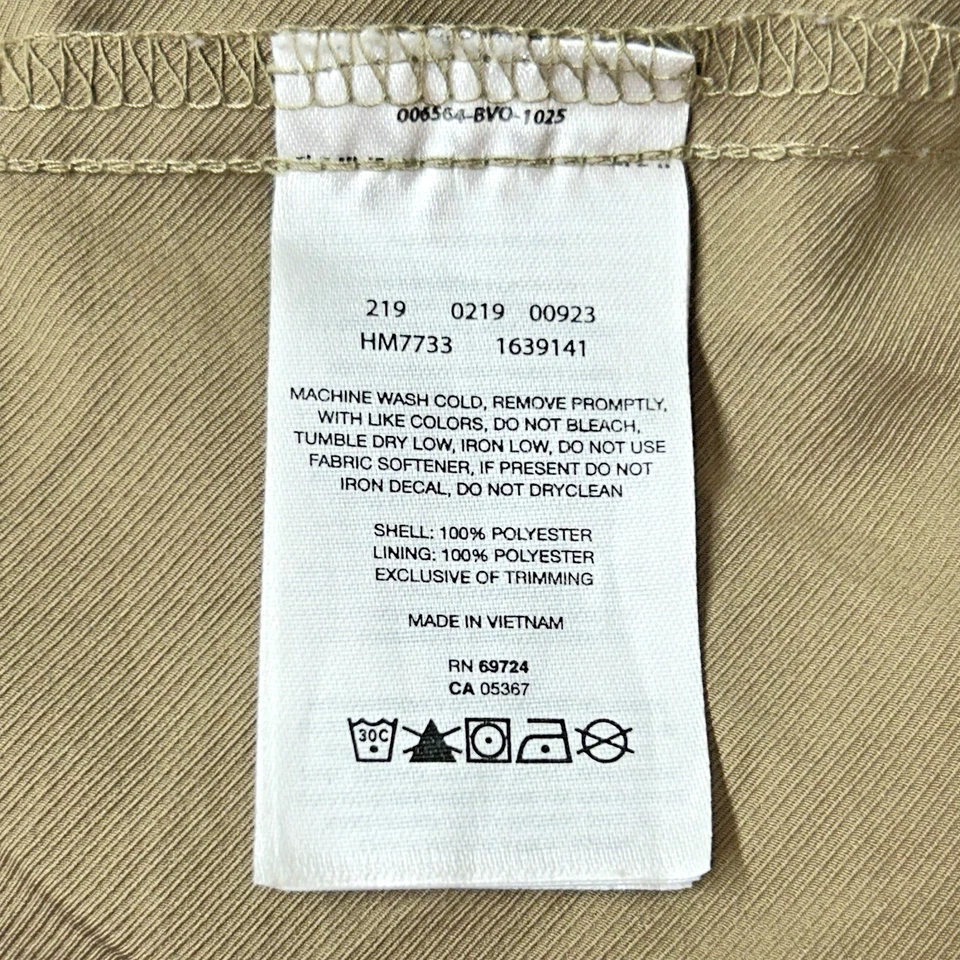 006564-BVO-1025
219 0219 00923
HM7733 1639141
MACHINE WASH COLD, REMOVE PROMPTLY,
WITH LIKE COLORS, DO NOT BLEACH,
TUMBLE DRY LOW, IRON LOW, DO NOT USE
FABRIC SOFTENER, IF PRESENT DO NOT
IRON DECAL, DO NOT DRYCLEAN
SHELL: 100% POLYESTER
LINING: 100% POLYESTER
EXCLUSIVE OF TRIMMING
MADE IN VIETNAM
RN 69724
CA 05367
30C